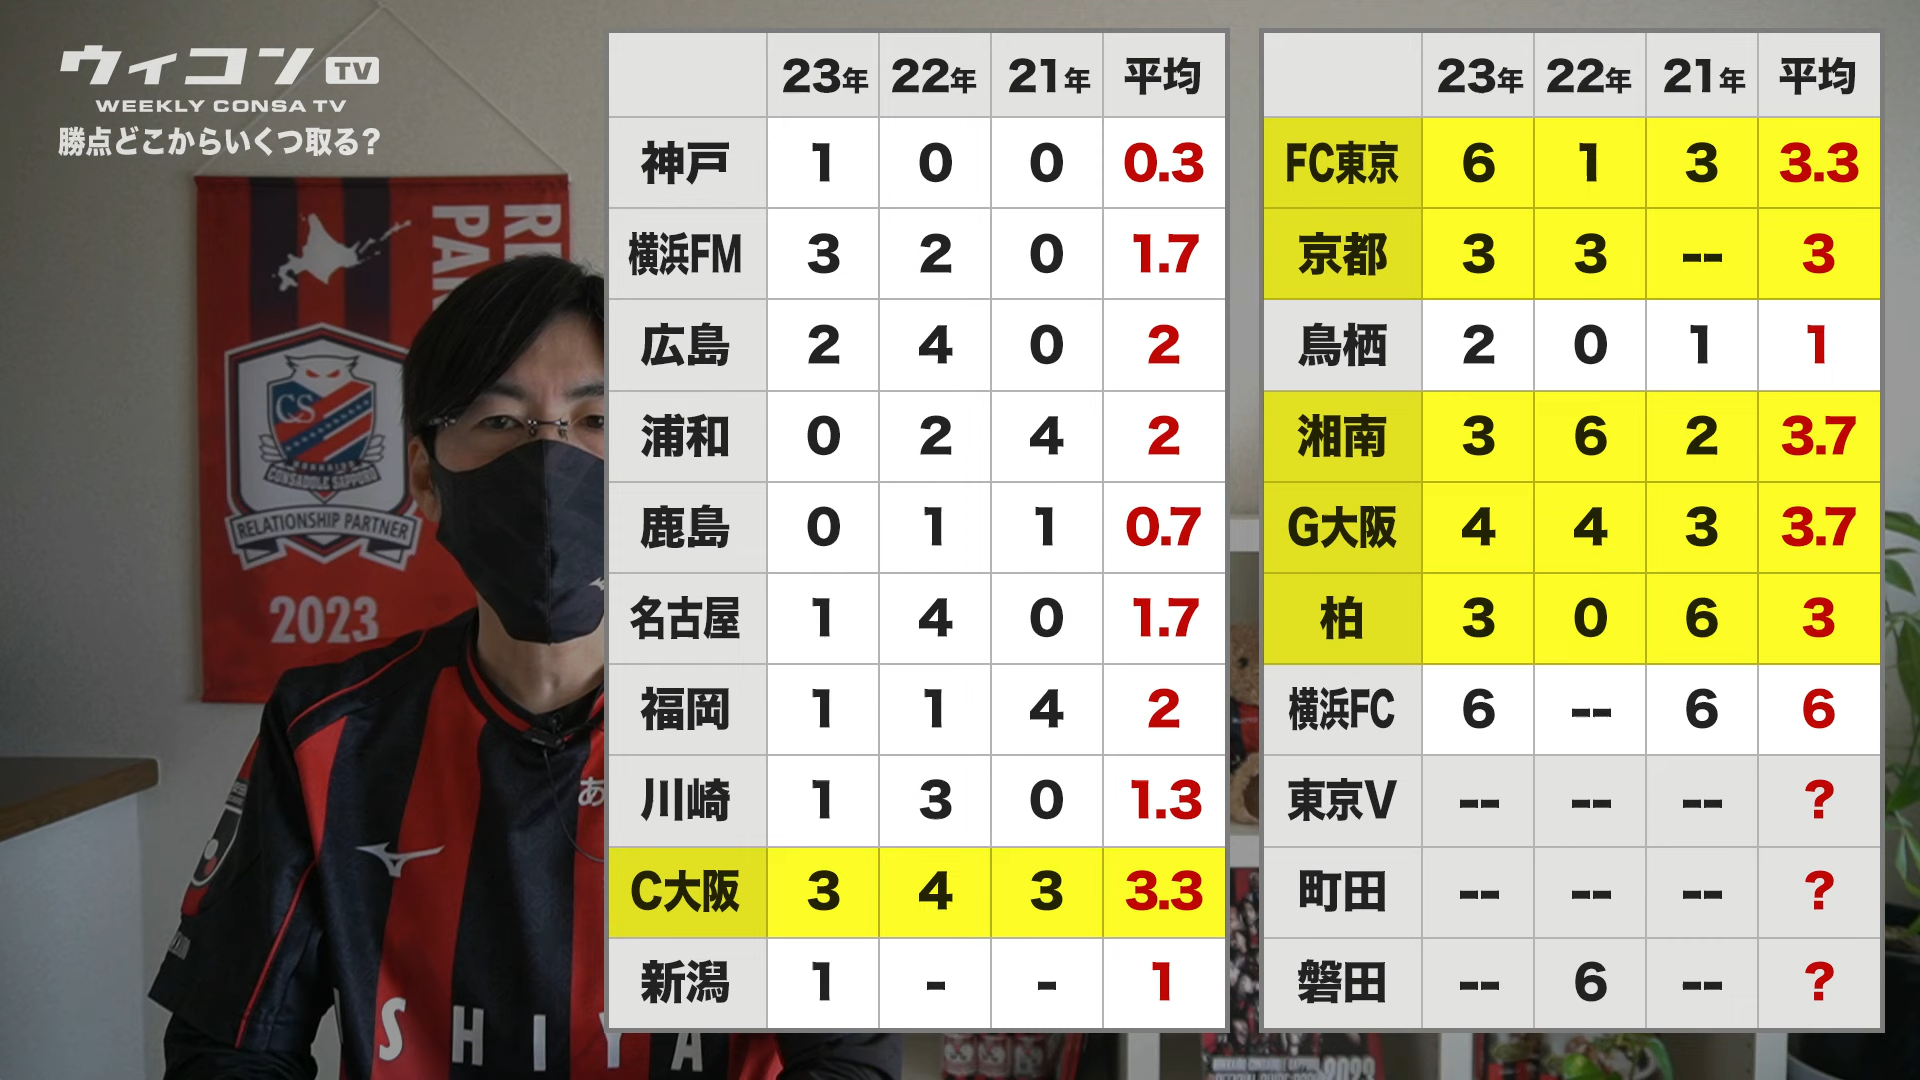 ウィコン TV
WEEKLY CONSA TV
勝点どこからいくつ取る?
23年 22年 21年 平均
神戸 1 0 0 0.3
横浜FM 3 2 0 1.7
広島 2 4 0 2
浦和 0 2 4 2
鹿島 0 1 1 0.7
名古屋 1 4 0 1.7
福岡 1 1 4 2
川崎 1 3 0 1.3
C大阪 3 4 3 3.3
新潟 1 - - 1
23年 22年 21年 平均
FC東京 6 1 3 3.3
京都 3 3 -- 3
鳥栖 2 0 1 1
湘南 3 6 2 3.7
G大阪 4 4 3 3.7
柏 3 0 6 3
横浜FC 6 -- 6 6
東京V -- -- -- ?
町田 -- -- -- ?
磐田 -- 6 -- ?
CS
HOKKAIDO
CONSADOLE SAPPORO
RELATIONSHIP PARTNER
2023
SHIYA